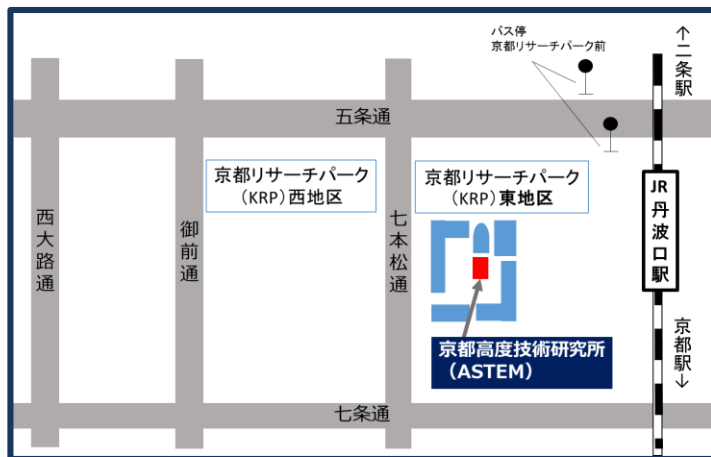 バス停
京都リサーチパーク前
↑二条駅
五条通
京都リサーチパーク
（KRP）西地区
京都リサーチパーク
（KRP）東地区
西大路通
御前通
七本松通
JR丹波口駅
京都高度技術研究所
（ASTEM）
京都駅↓
七条通